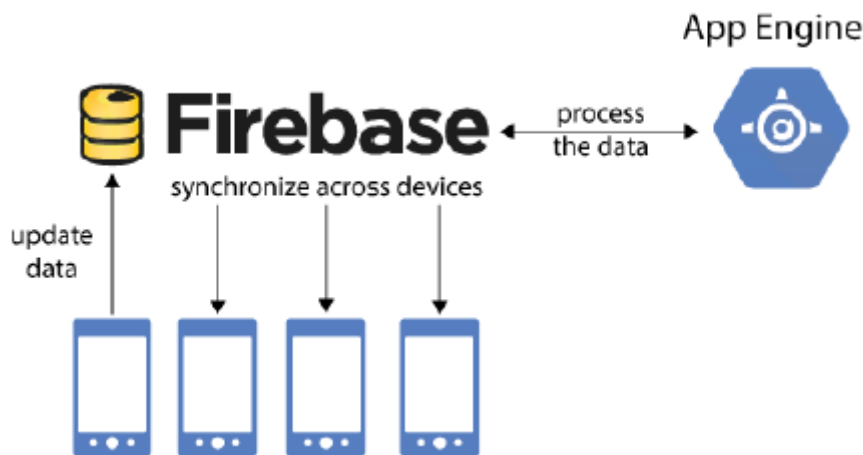 App Engine
Firebase
process
the data
synchronize across devices
update
data